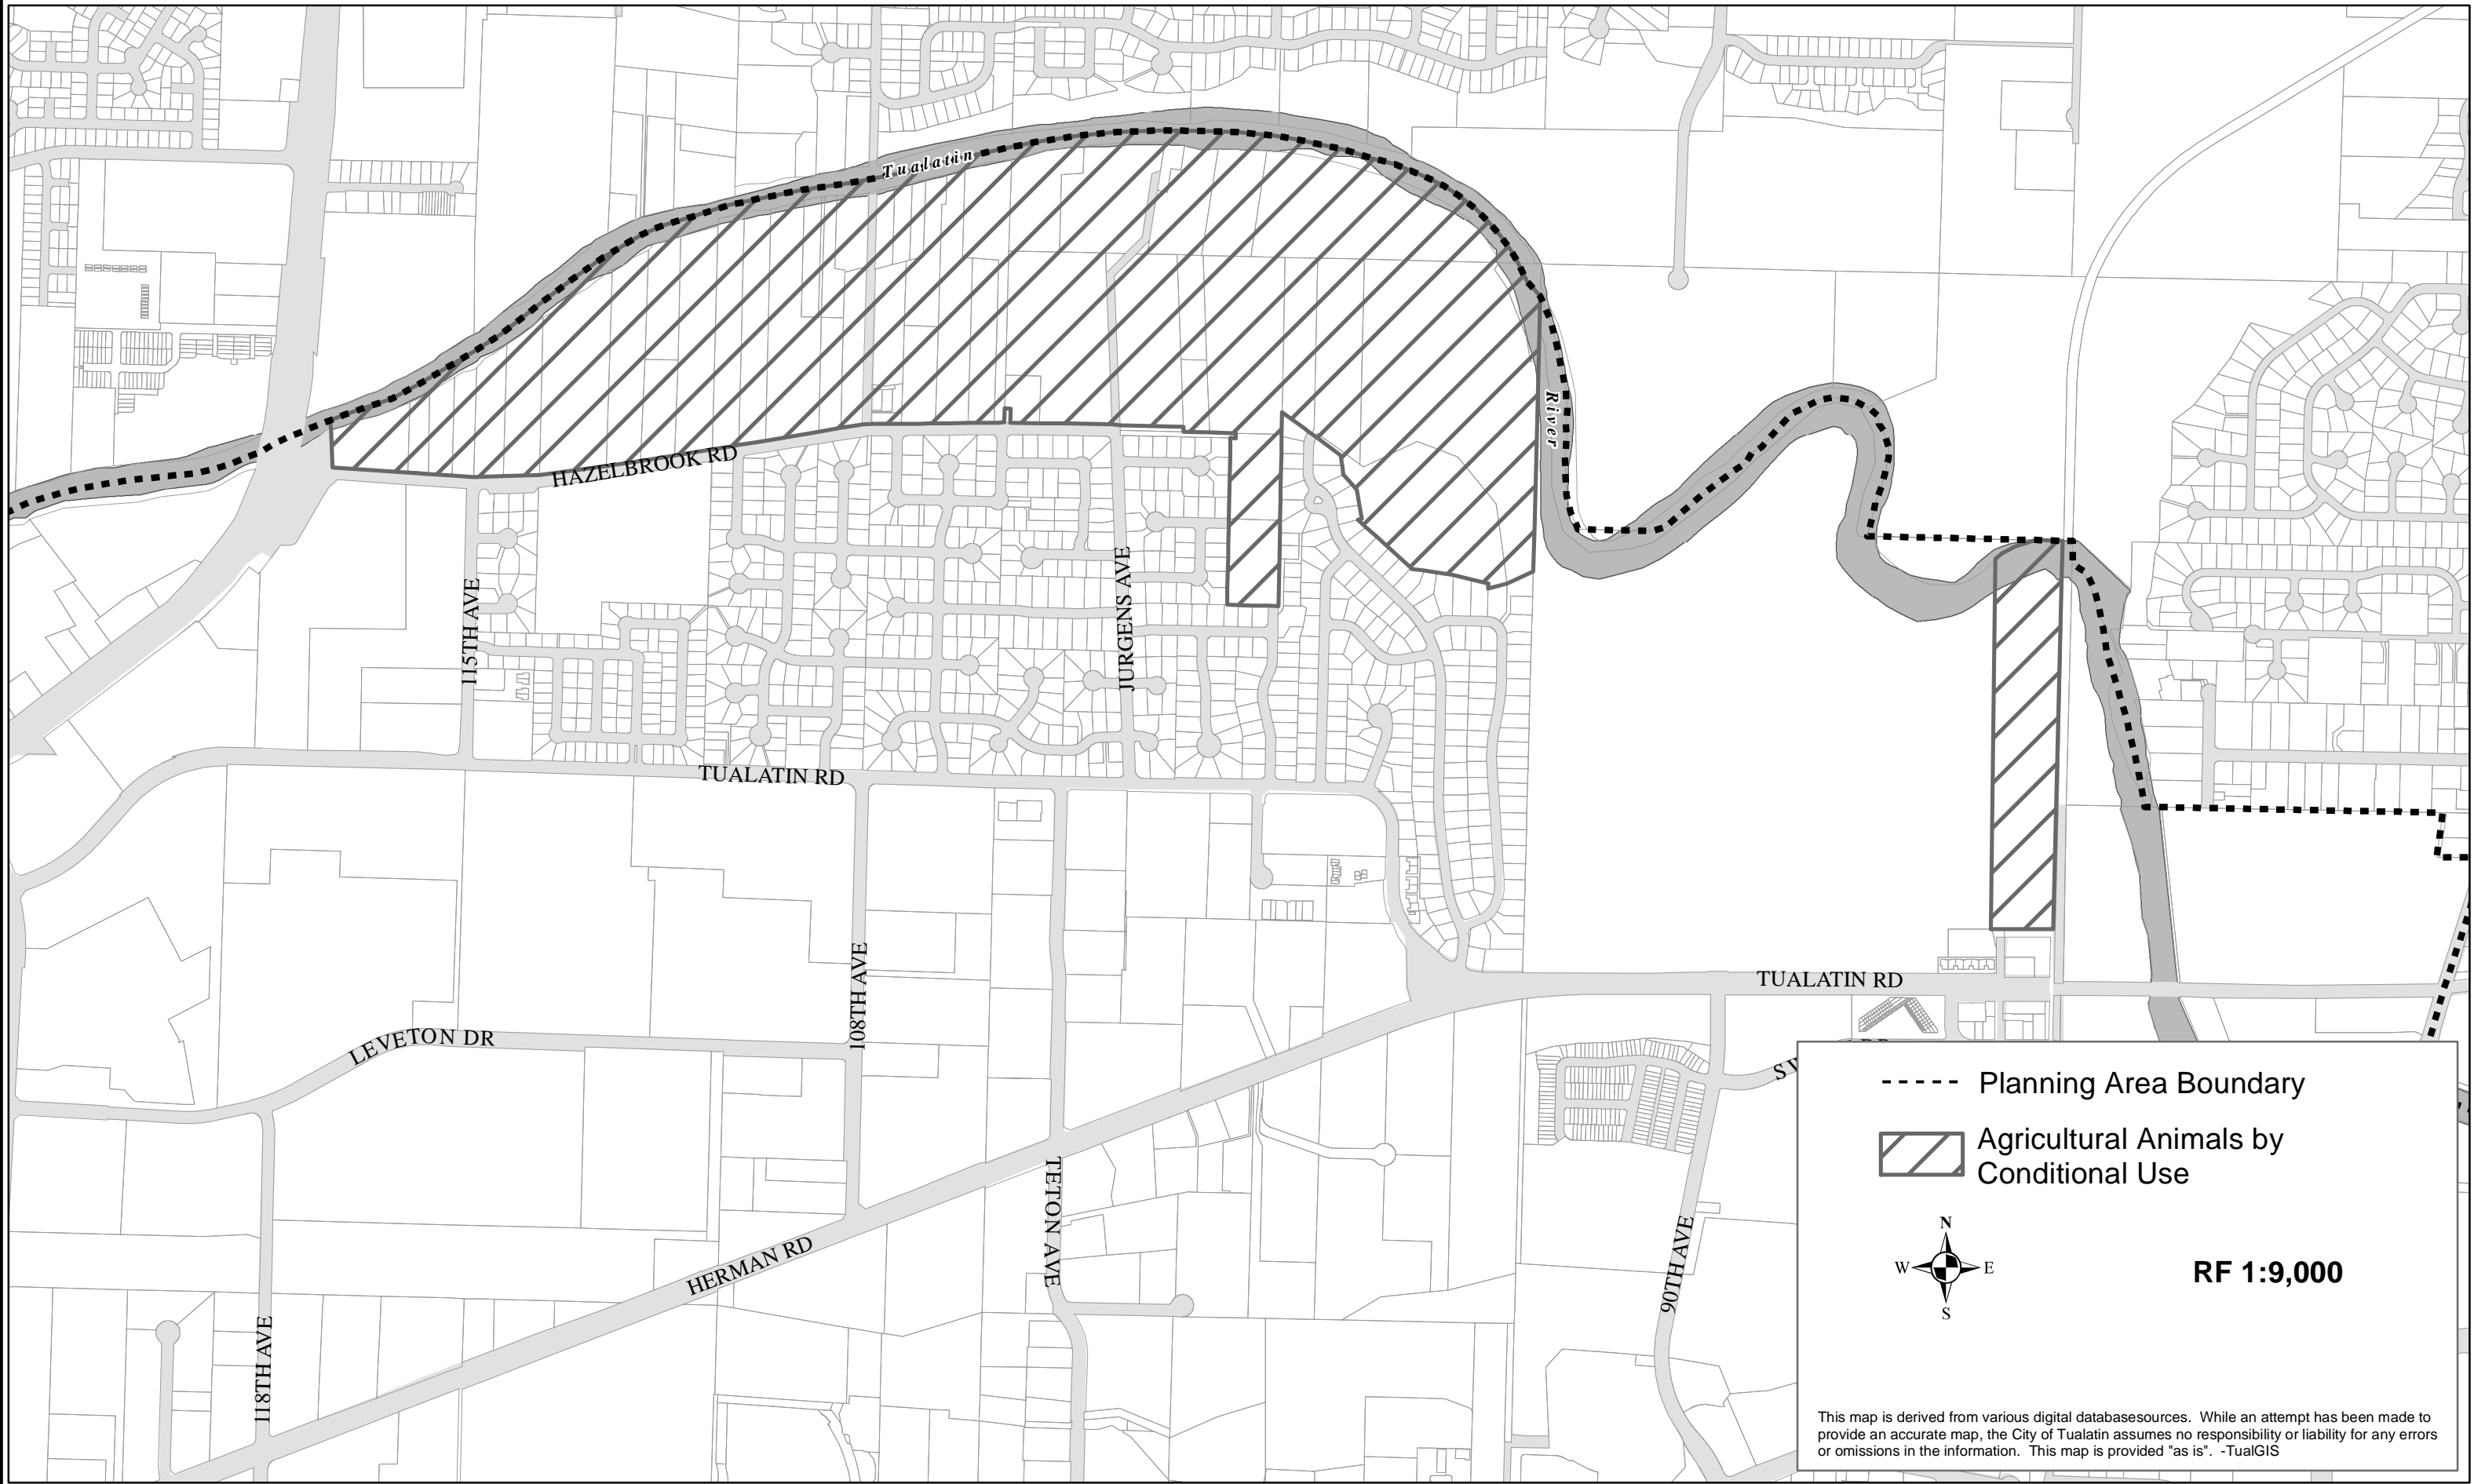 Tualatin
River
HAZELBROOK RD
115TH AVE
JURGENS AVE
TUALATIN RD
TUALATIN RD
108TH AVE
LEVETON DR
TETON AVE
HERMAN RD
90TH AVE
118TH AVE
Planning Area Boundary
Agricultural Animals by
Conditional Use
N
W E
S
RF 1:9,000
This map is derived from various digital databasesources. While an attempt has been made to
provide an accurate map, the City of Tualatin assumes no responsibility or liability for any errors
or omissions in the information. This map is provided "as is". -TualGIS